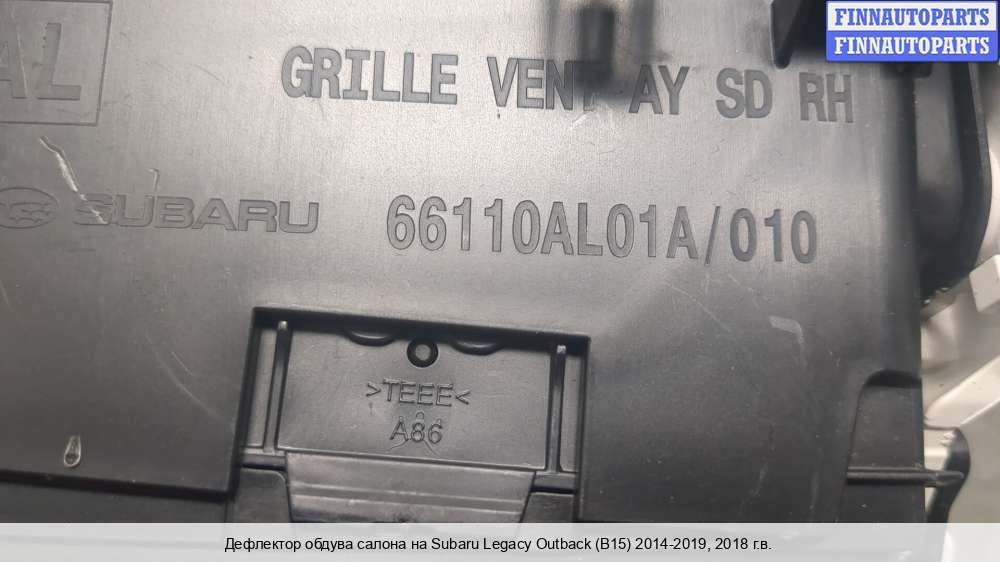 FINNAUTOPARTS
FINNAUTOPARTS
AL
GRILLE VENT AY SD RH
SUBARU 66110AL01A/010
>TEEE<
A86
Дефлектор обдува салона на Subaru Legacy Outback (B15) 2014-2019, 2018 г.в.